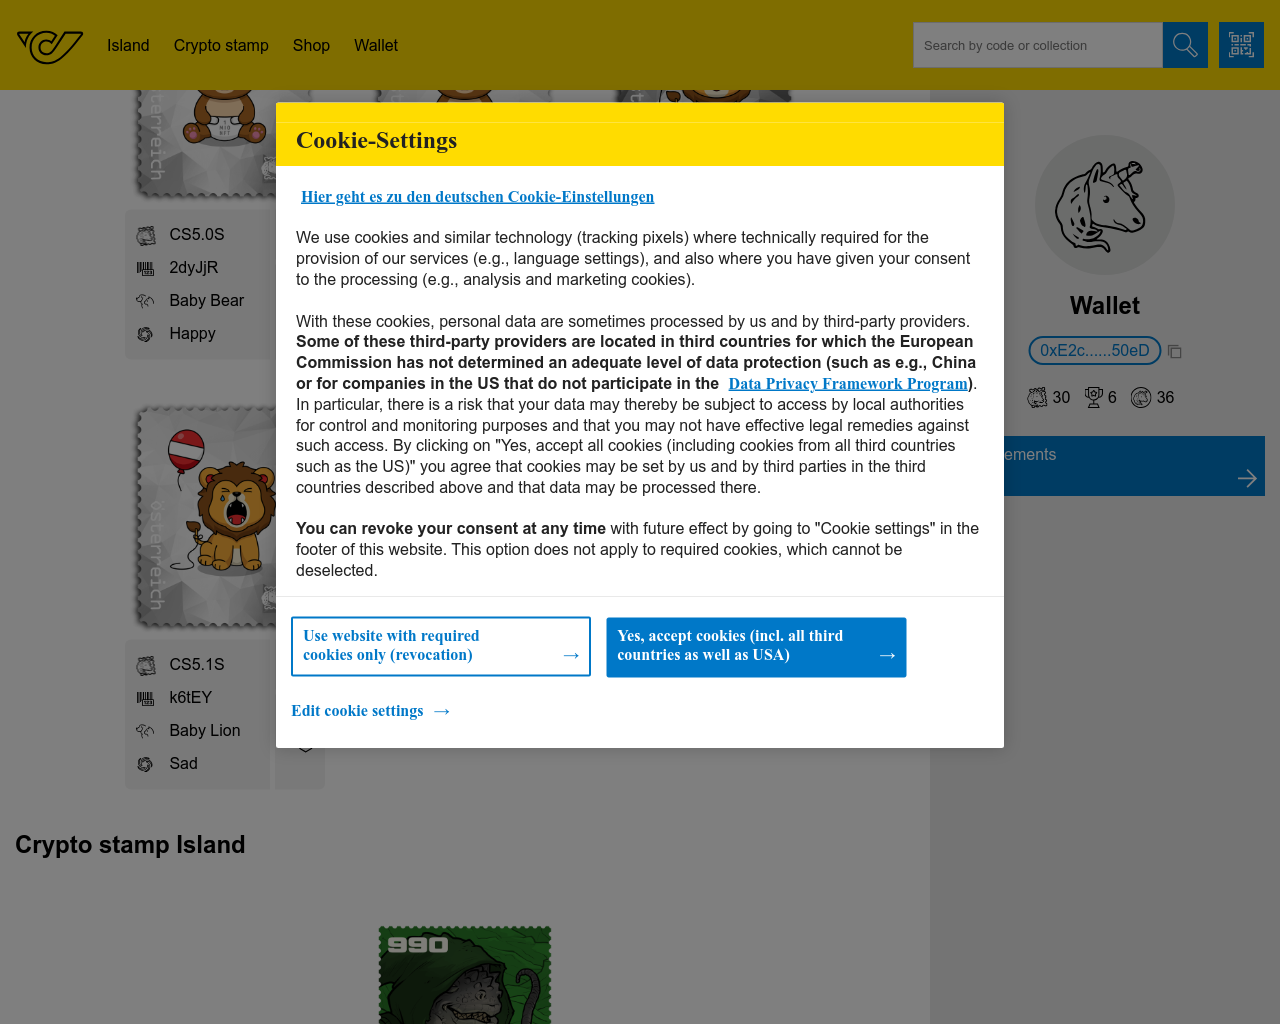 Island Crypto stamp Shop Wallet
Search by code or collection
Cookie-Settings
Hier geht es zu den deutschen Cookie-Einstellungen
We use cookies and similar technology (tracking pixels) where technically required for the
provision of our services (e.g., language settings), and also where you have given your consent
to the processing (e.g., analysis and marketing cookies).
With these cookies, personal data are sometimes processed by us and by third-party providers.
Some of these third-party providers are located in third countries for which the European
Commission has not determined an adequate level of data protection (such as e.g., China
or for companies in the US that do not participate in the Data Privacy Framework Program).
In particular, there is a risk that your data may thereby be subject to access by local authorities
for control and monitoring purposes and that you may not have effective legal remedies against
such access. By clicking on "Yes, accept all cookies (including cookies from all third countries
such as the US)" you agree that cookies may be set by us and by third parties in the third
countries described above and that data may be processed there.
You can revoke your consent at any time with future effect by going to "Cookie settings" in the
footer of this website. This option does not apply to required cookies, which cannot be
deselected.
Use website with required
cookies only (revocation) →
Yes, accept cookies (incl. all third
countries as well as USA) →
Edit cookie settings →
CS5.0S
2dyJjR
Baby Bear
Happy
österreich
CS5.1S
k6tEY
Baby Lion
Sad
Crypto stamp Island
990
Wallet
0xE2c......50eD
30 6 36
ements